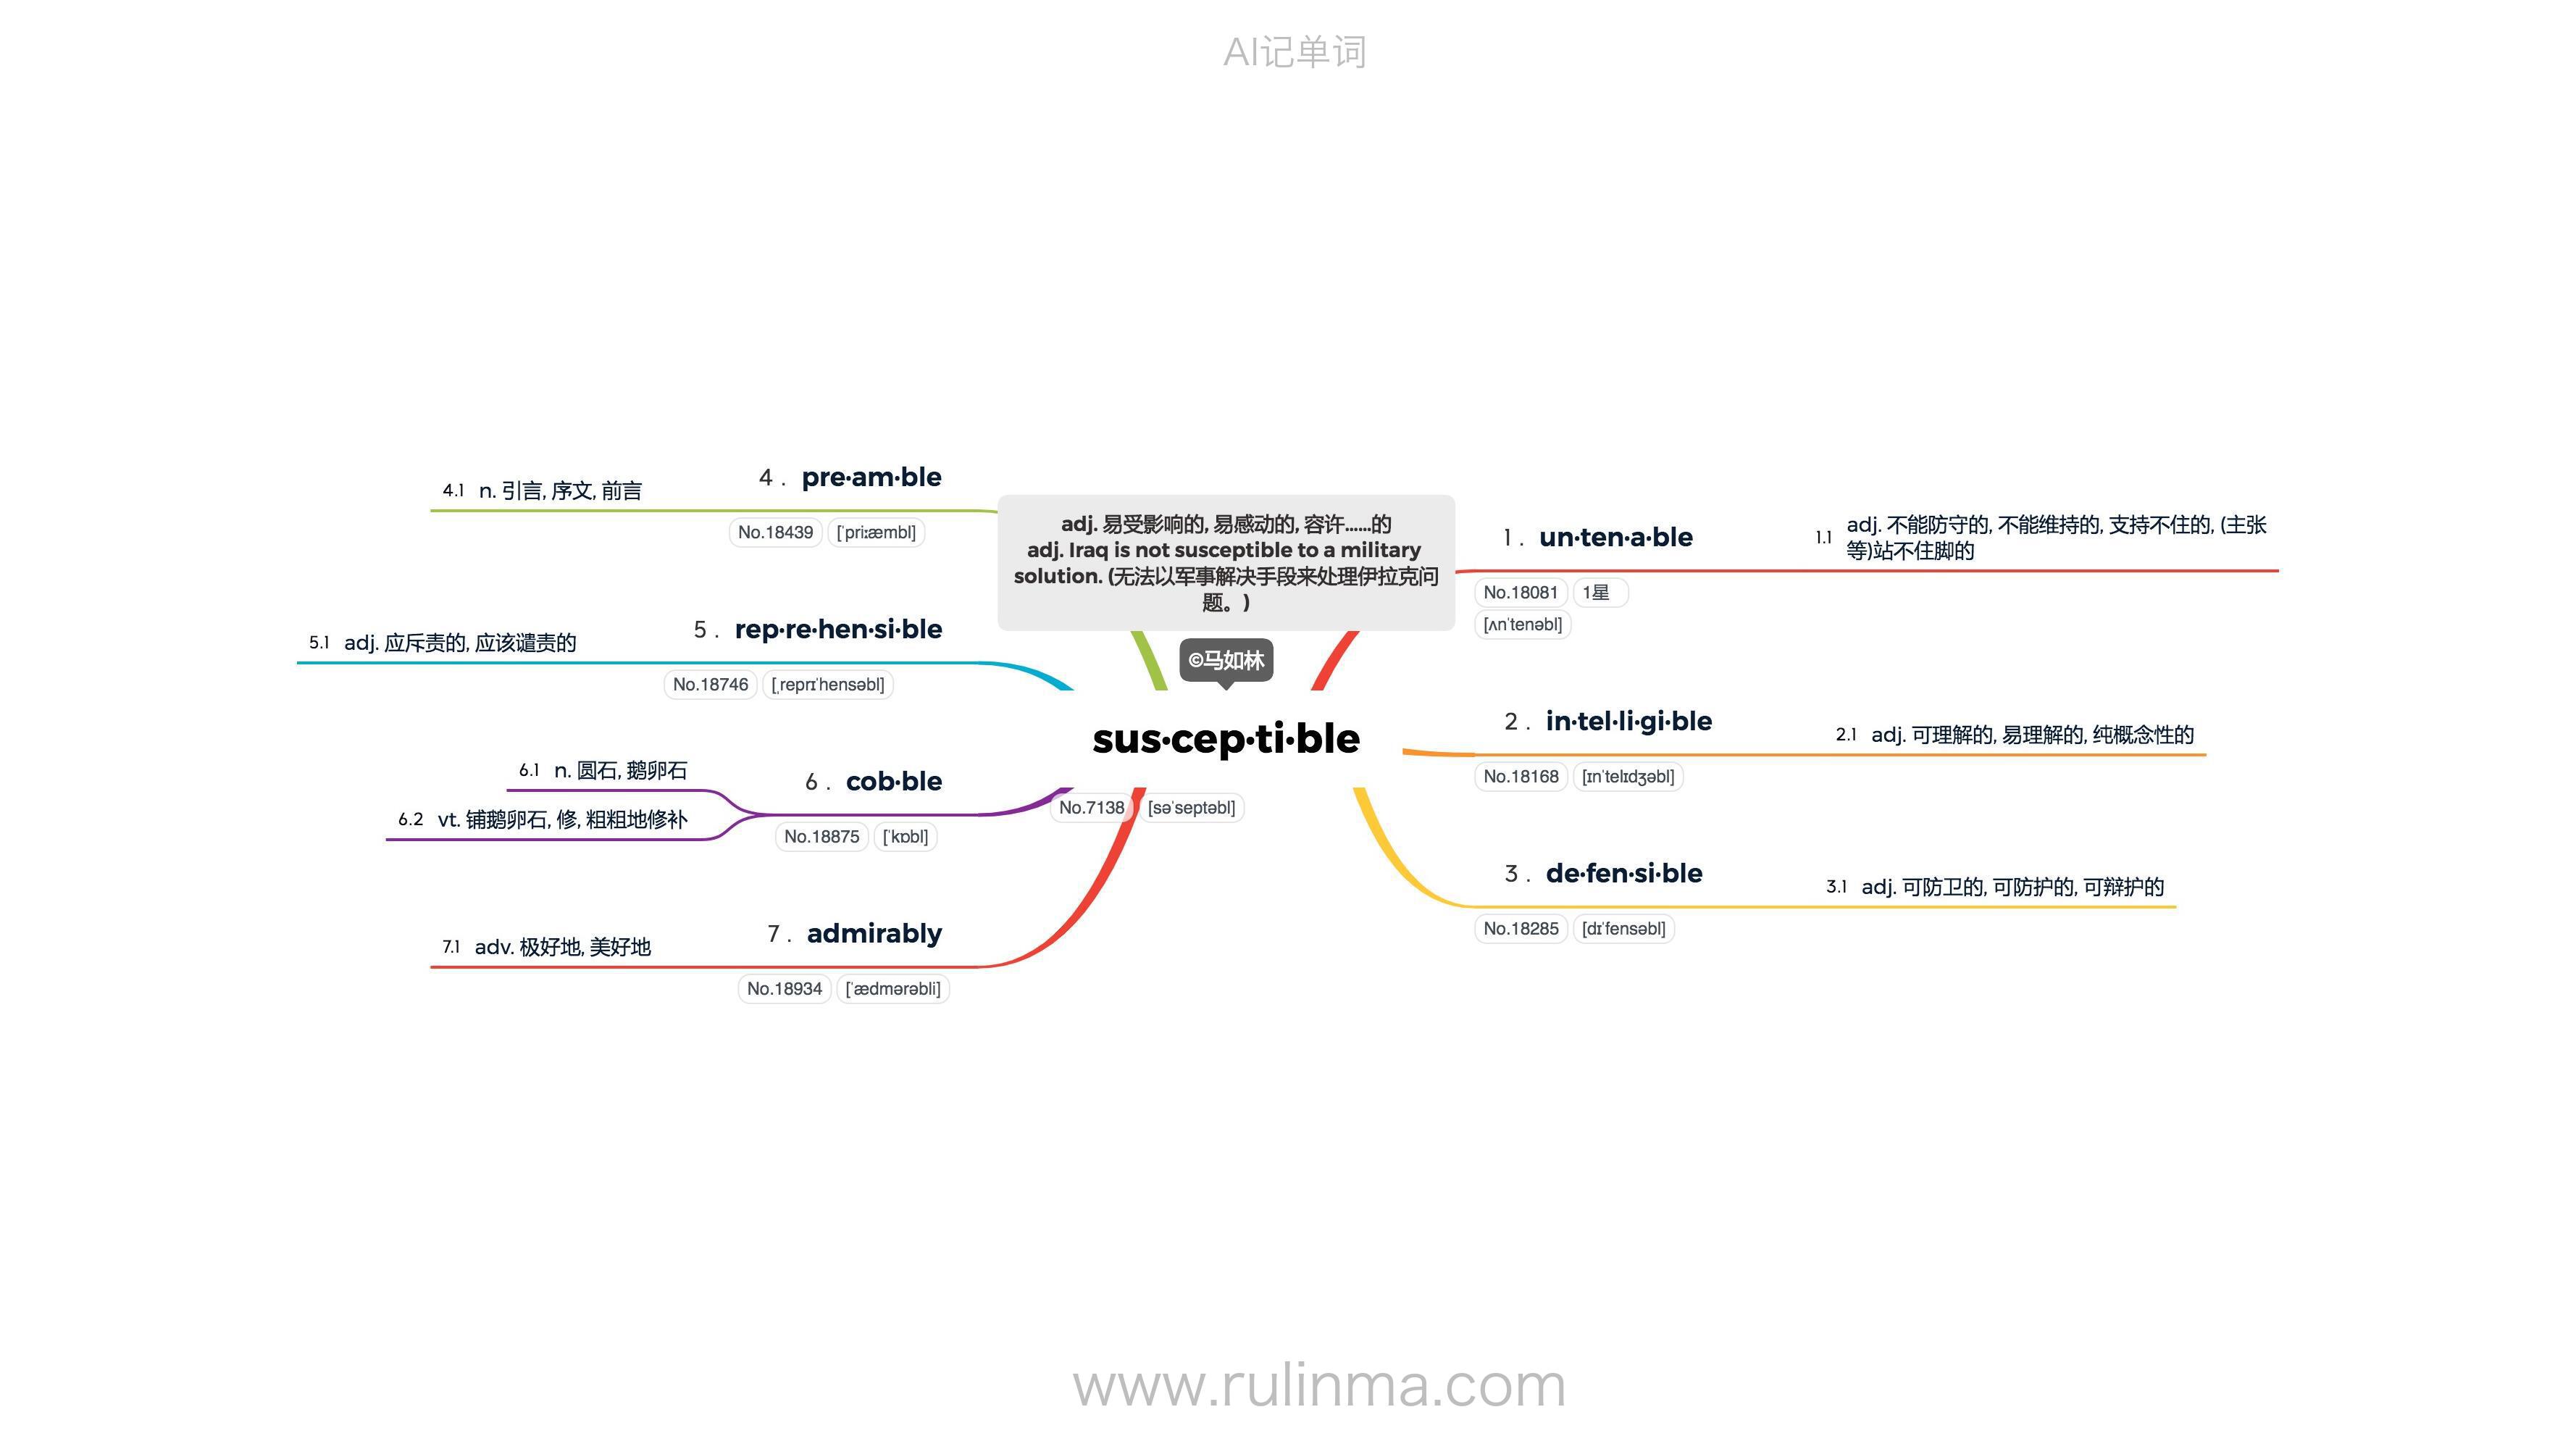 AI记单词
adj. 易受影响的, 易感动的, 容许......的
adj. Iraq is not susceptible to a military
solution. (无法以军事解决手段来处理伊拉克问
题。)
©马如林
sus·cep·ti·ble
No.7138 [səˈseptəbl]
1 . un·ten·a·ble
No.18081 1星
[ʌnˈtenəbl]
1.1 adj. 不能防守的, 不能维持的, 支持不住的, (主张
等)站不住脚的
2 . in·tel·li·gi·ble
No.18168 [ɪnˈtelɪdʒəbl]
2.1 adj. 可理解的, 易理解的, 纯概念性的
3 . de·fen·si·ble
No.18285 [dɪˈfensəbl]
3.1 adj. 可防卫的, 可防护的, 可辩护的
4 . pre·am·ble
No.18439 [ˈpriːæmbl]
4.1 n. 引言, 序文, 前言
5 . rep·re·hen·si·ble
No.18746 [ˌreprɪˈhensəbl]
5.1 adj. 应斥责的, 应该谴责的
6 . cob·ble
No.18875 [ˈkɒbl]
6.1 n. 圆石, 鹅卵石
6.2 vt. 铺鹅卵石, 修, 粗粗地修补
7 . admirably
No.18934 [ˈædmərəbli]
7.1 adv. 极好地, 美好地
www.rulinma.com